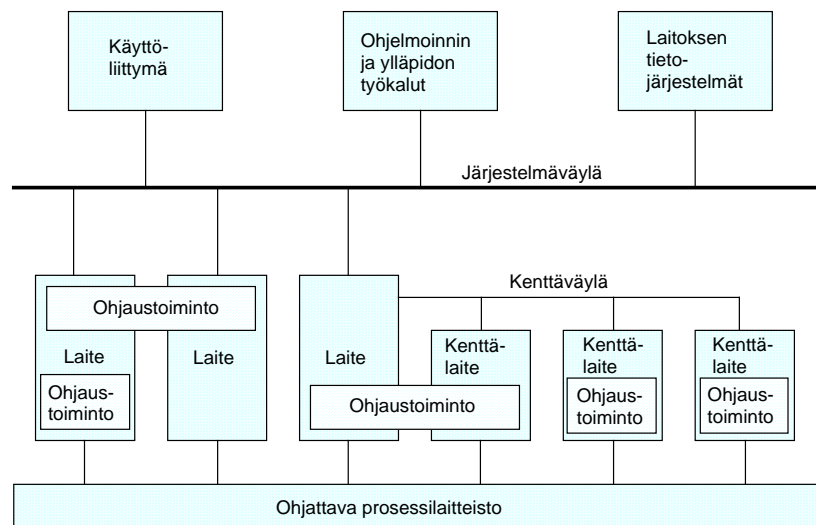 Käyttö-
liittymä
Ohjelmoinnin
ja ylläpidon
työkalut
Laitoksen
tieto-
järjestelmät
Järjestelmäväylä
Kenttäväylä
Ohjaustoiminto
Laite
Ohjaus-
toiminto
Laite
Laite
Kenttä-
laite
Ohjaustoiminto
Kenttä-
laite
Ohjaus-
toiminto
Kenttä-
laite
Ohjaus-
toiminto
Ohjattava prosessilaitteisto